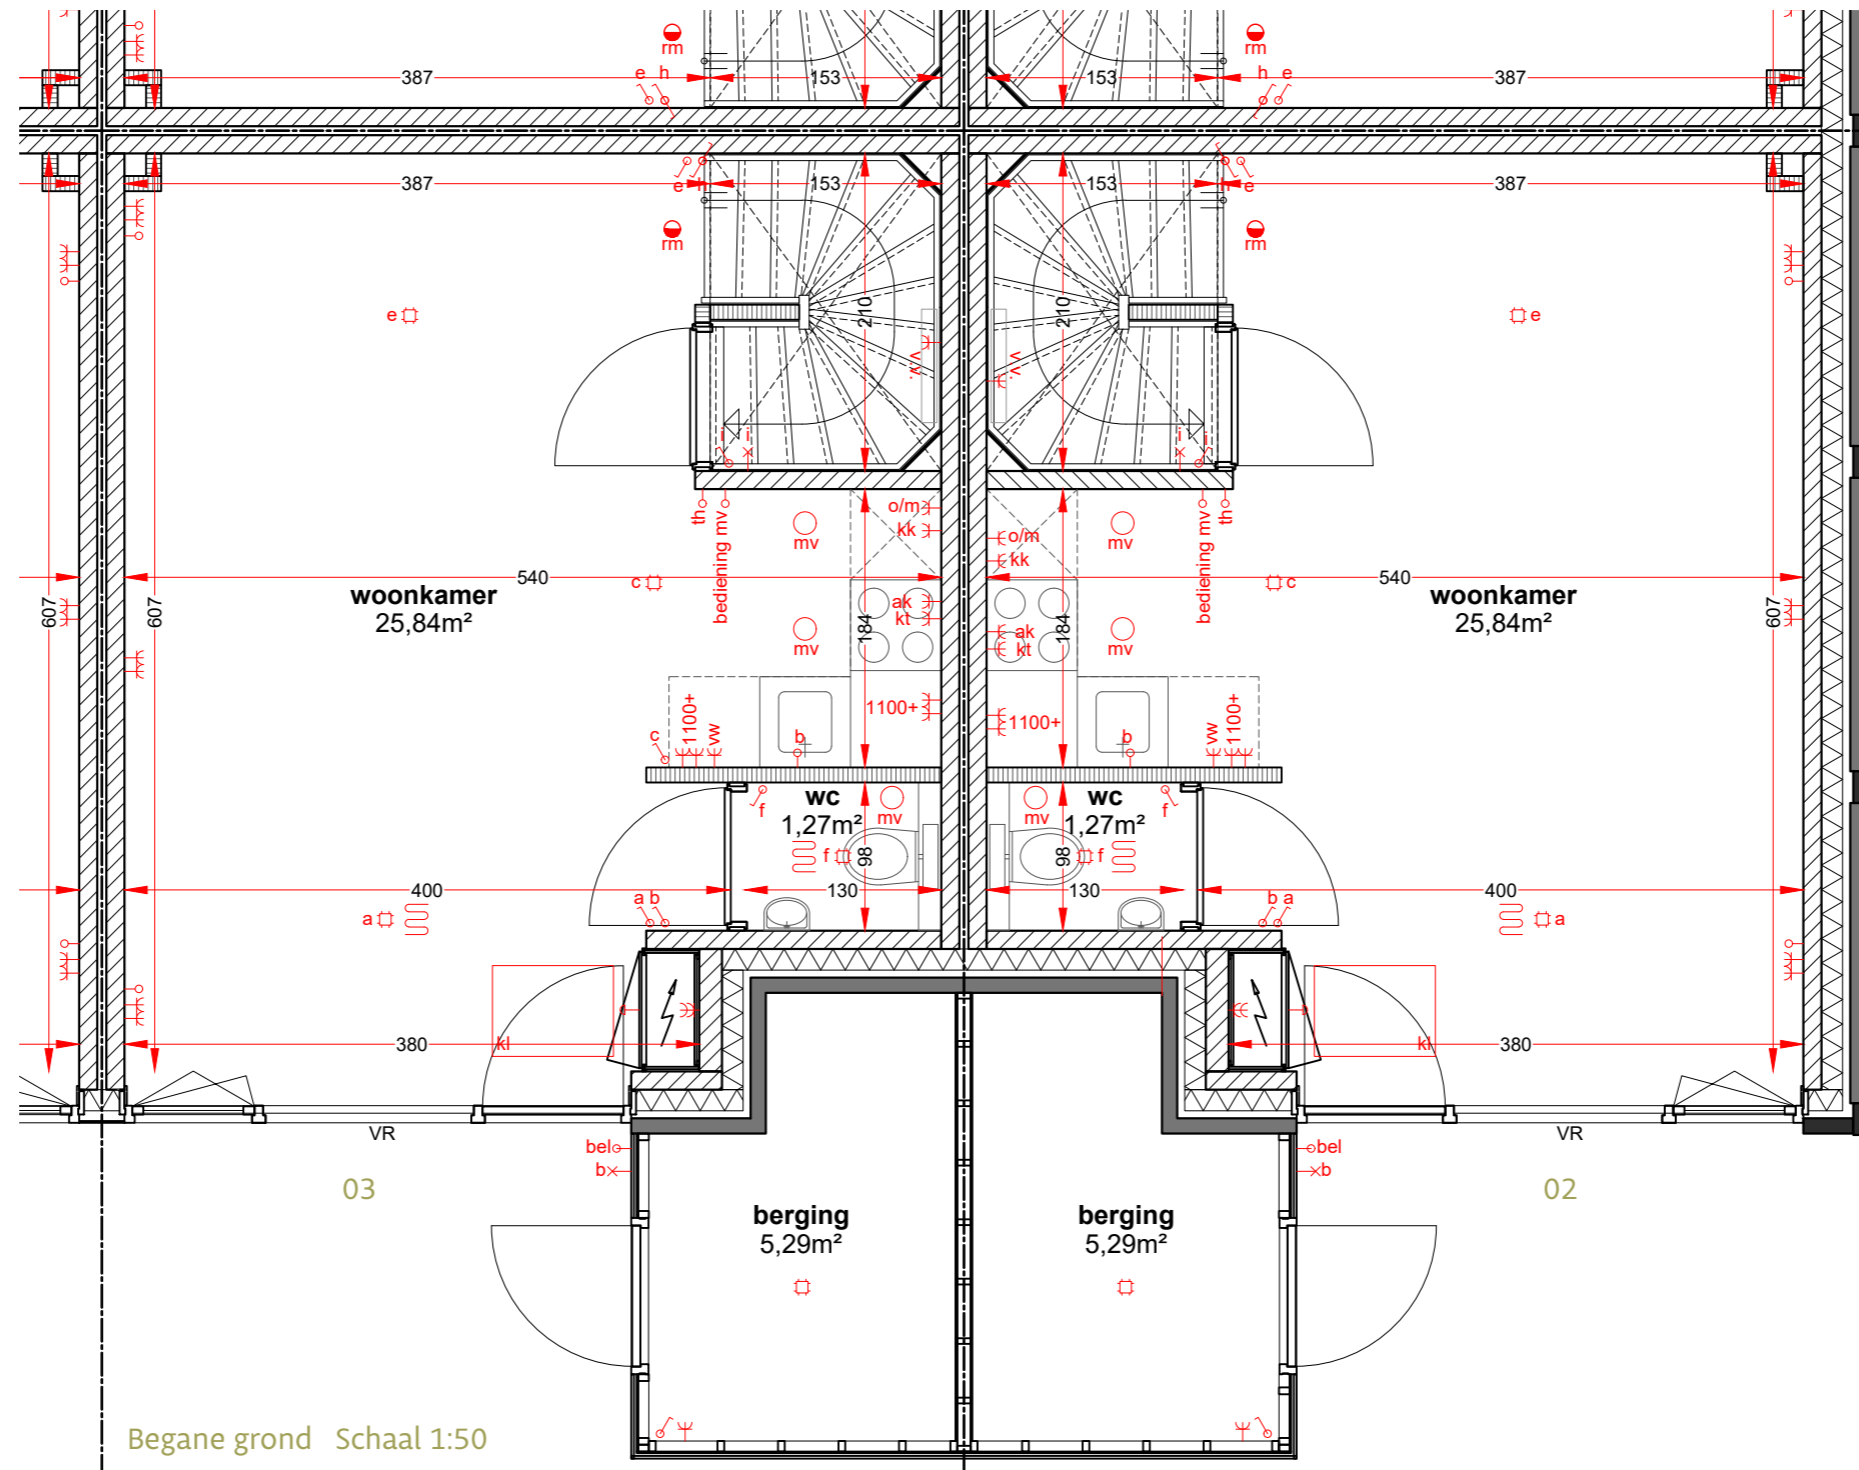 rm
rm
387
e h
153
153
h e
387
387
e
153
153
e
387
rm
rm
e
210
210
e
v.v.
v.v.
i i
i i
th
bediening mv
mv
o/m
kk
o/m
kk
mv
bediening mv
th
540
c
c
540
607
607
woonkamer
25,84m²
ak
kt
184
ak
kt
184
woonkamer
25,84m²
607
mv
mv
c
1100+
vw
b
1100+
1100+
b
vw
1100+
f
wc
1,27m²
mv
mv
wc
1,27m²
f
f
98
98
f
400
130
130
400
a b
b a
a
a
380
kl
kl
380
VR
VR
bel
b
bel
b
03
02
berging
5,29m²
berging
5,29m²
Begane grond Schaal 1:50